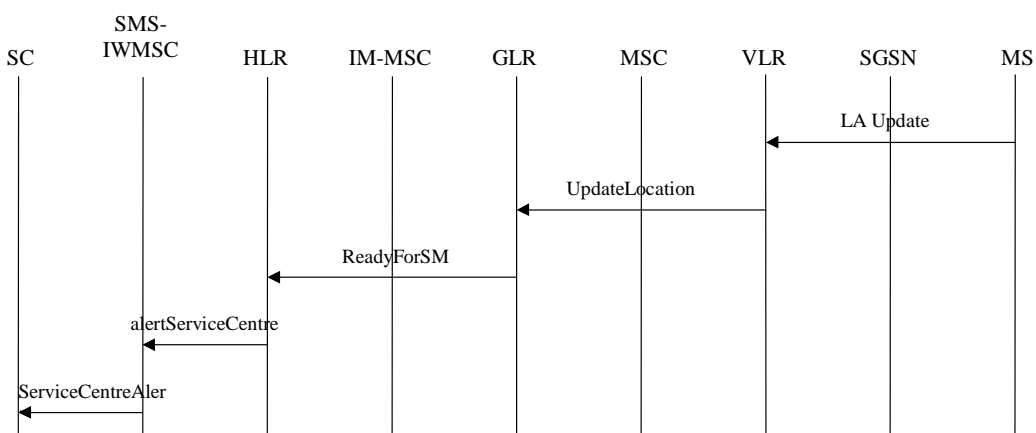 SMS-
IWMSC
SC HLR IM-MSC GLR MSC VLR SGSN MS
LA Update
UpdateLocation
ReadyForSM
alertServiceCentre
ServiceCentreAler